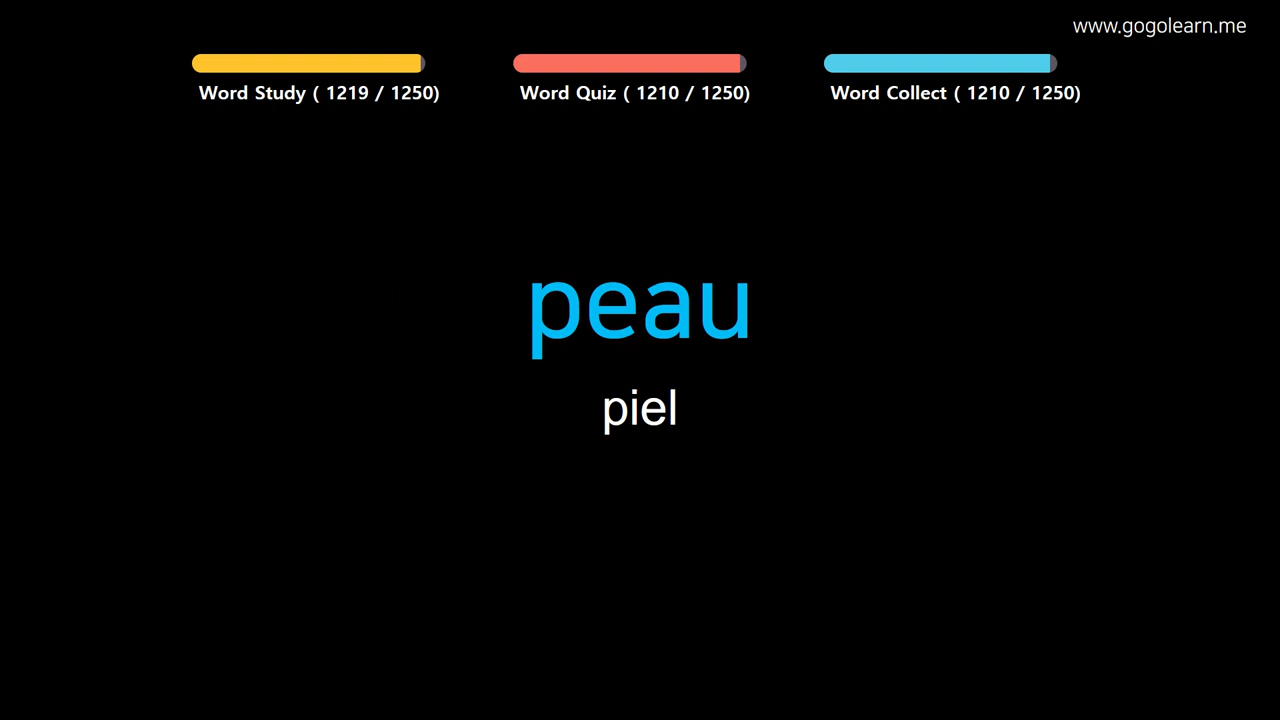 www.gogolearn.me
Word Study ( 1219 / 1250)
Word Quiz ( 1210 / 1250)
Word Collect ( 1210 / 1250)
peau
piel